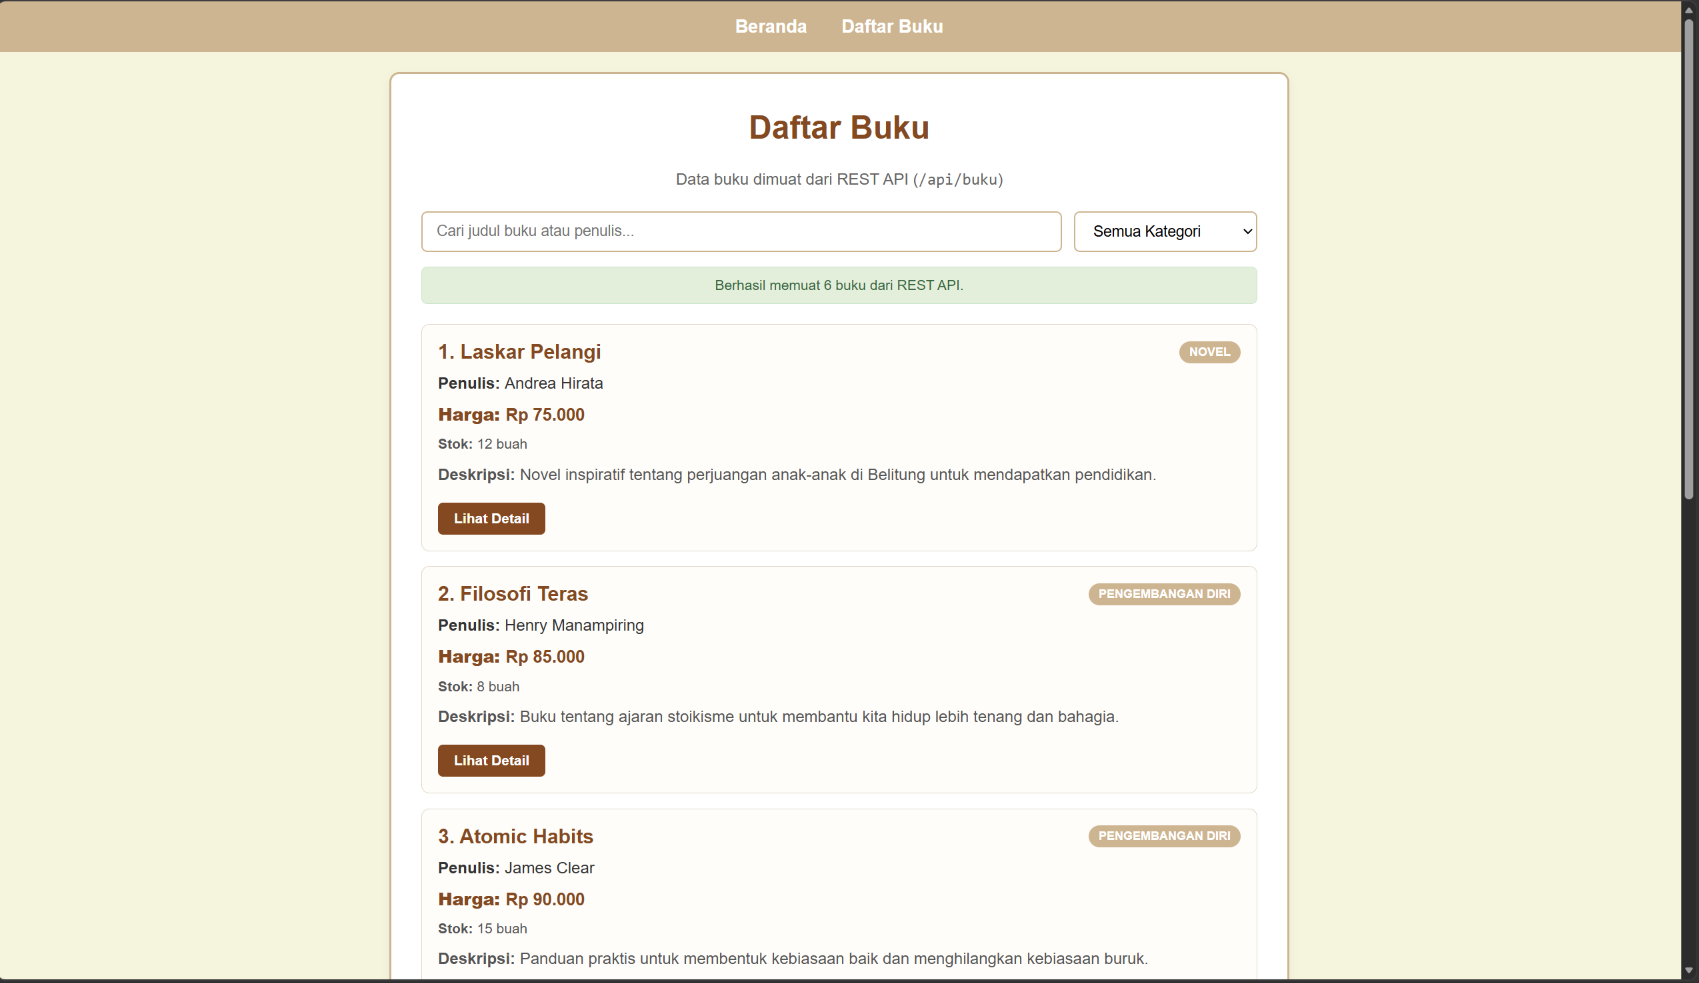 Beranda Daftar Buku
Daftar Buku
Data buku dimuat dari REST API (/api/buku)
Cari judul buku atau penulis... Semua Kategori
Berhasil memuat 6 buku dari REST API.
1. Laskar Pelangi NOVEL
Penulis: Andrea Hirata
Harga: Rp 75.000
Stok: 12 buah
Deskripsi: Novel inspiratif tentang perjuangan anak-anak di Belitung untuk mendapatkan pendidikan.
Lihat Detail
2. Filosofi Teras PENGEMBANGAN DIRI
Penulis: Henry Manampiring
Harga: Rp 85.000
Stok: 8 buah
Deskripsi: Buku tentang ajaran stoikisme untuk membantu kita hidup lebih tenang dan bahagia.
Lihat Detail
3. Atomic Habits PENGEMBANGAN DIRI
Penulis: James Clear
Harga: Rp 90.000
Stok: 15 buah
Deskripsi: Panduan praktis untuk membentuk kebiasaan baik dan menghilangkan kebiasaan buruk.